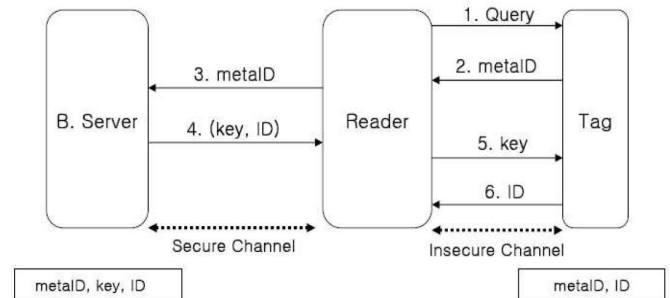 1. Query
3. metaID
2. metaID
B. Server
Reader
Tag
4. (key, ID)
5. key
6. ID
Secure Channel
Insecure Channel
metaID, key, ID
metaID, ID